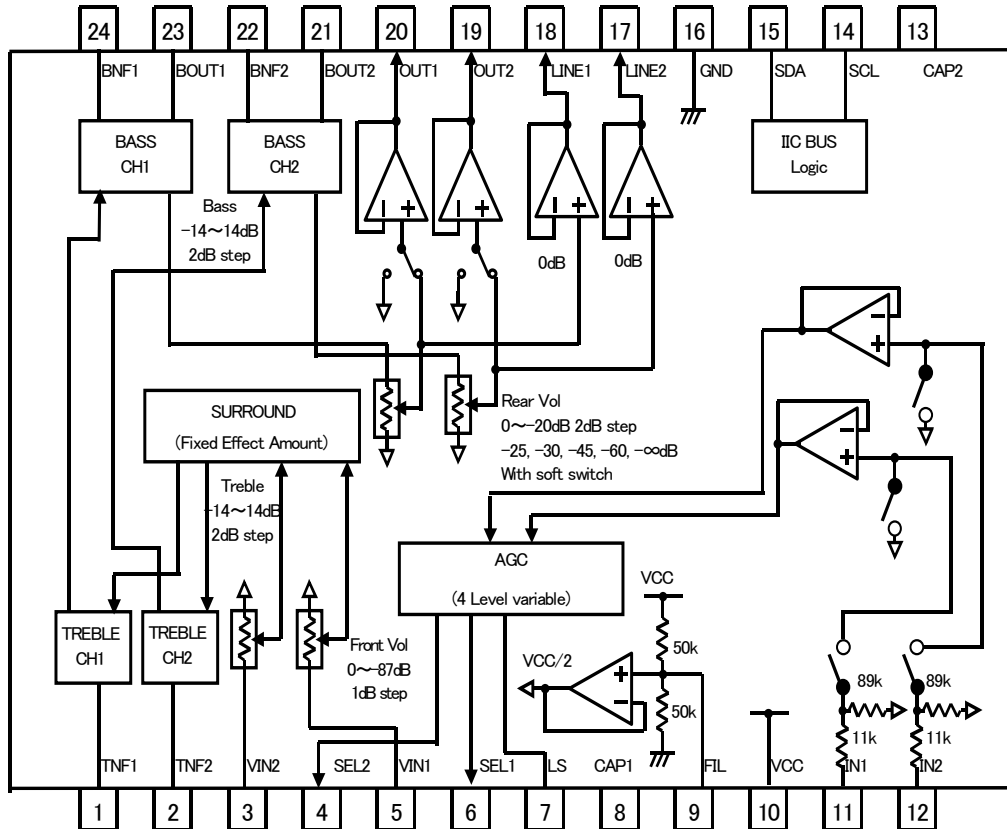 24 23 22 21 20 19 18 17 16 15 14 13
BNF1 BOUT1 BNF2 BOUT2 OUT1 OUT2 LINE1 LINE2 GND SDA SCL CAP2
BASS
CH1
BASS
CH2
IIC BUS
Logic
Bass
-14～14dB
2dB step
0dB
0dB
SURROUND
(Fixed Effect Amount)
Rear Vol
0～-20dB 2dB step
-25, -30, -45, -60, -∞dB
With soft switch
Treble
-14～14dB
2dB step
AGC
(4 Level variable)
TREBLE
CH1
TREBLE
CH2
Front Vol
0～-87dB
1dB step
VCC
50k
VCC/2
50k
89k
89k
11k
11k
TNF1 TNF2 VIN2 SEL2 VIN1 SEL1 LS CAP1 FIL VCC IN1 IN2
1 2 3 4 5 6 7 8 9 10 11 12